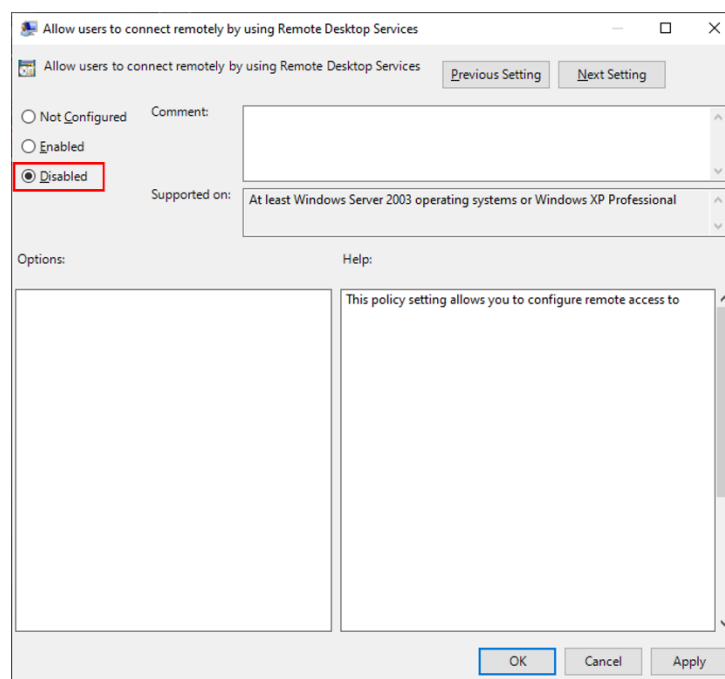 Allow users to connect remotely by using Remote Desktop Services
Allow users to connect remotely by using Remote Desktop Services
Previous Setting
Next Setting
Not Configured
Enabled
Disabled
Comment:
Supported on:
At least Windows Server 2003 operating systems or Windows XP Professional
Options:
Help:
This policy setting allows you to configure remote access to
OK
Cancel
Apply